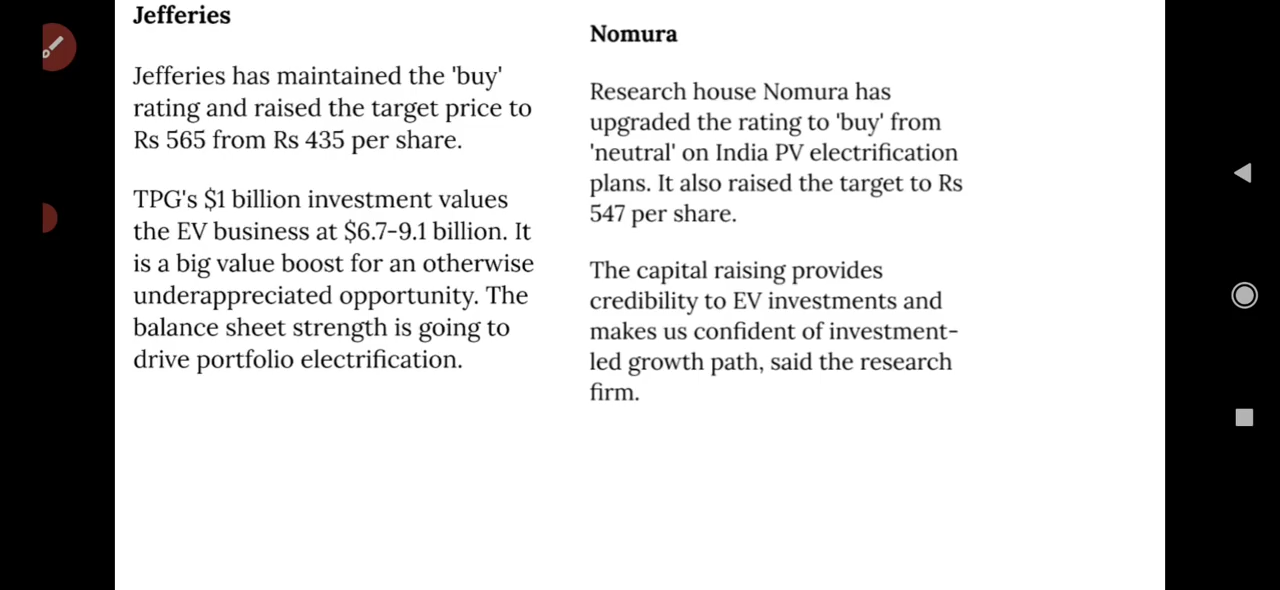 Jefferies
Jefferies has maintained the 'buy'
rating and raised the target price to
Rs 565 from Rs 435 per share.
TPG's $1 billion investment values
the EV business at $6.7-9.1 billion. It
is a big value boost for an otherwise
underappreciated opportunity. The
balance sheet strength is going to
drive portfolio electrification.
Nomura
Research house Nomura has
upgraded the rating to 'buy' from
'neutral' on India PV electrification
plans. It also raised the target to Rs
547 per share.
The capital raising provides
credibility to EV investments and
makes us confident of investment-
led growth path, said the research
firm.